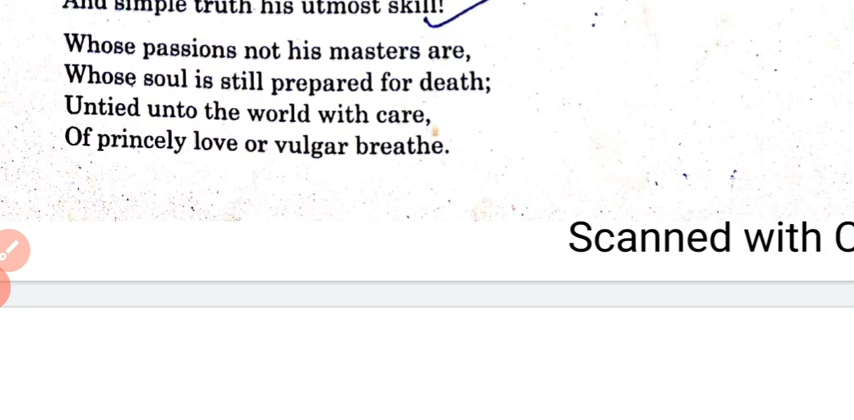 And simple truth his utmost skill!
Whose passions not his masters are,
Whose soul is still prepared for death;
Untied unto the world with care,
Of princely love or vulgar breathe.
Scanned with C